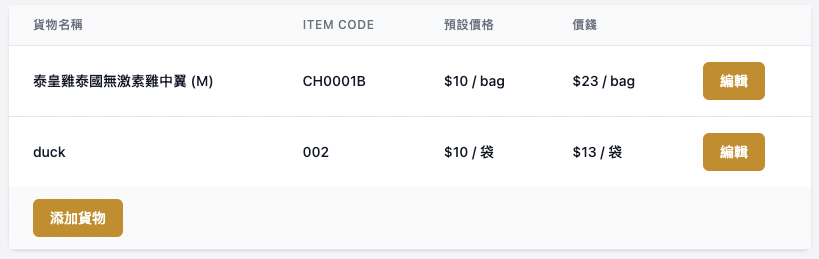 貨物名稱 ITEM CODE 預設價格 價錢
泰皇雞泰國無激素雞中翼 (M) CH0001B $10 / bag $23 / bag 編輯
duck 002 $10 / 袋 $13 / 袋 編輯
添加貨物